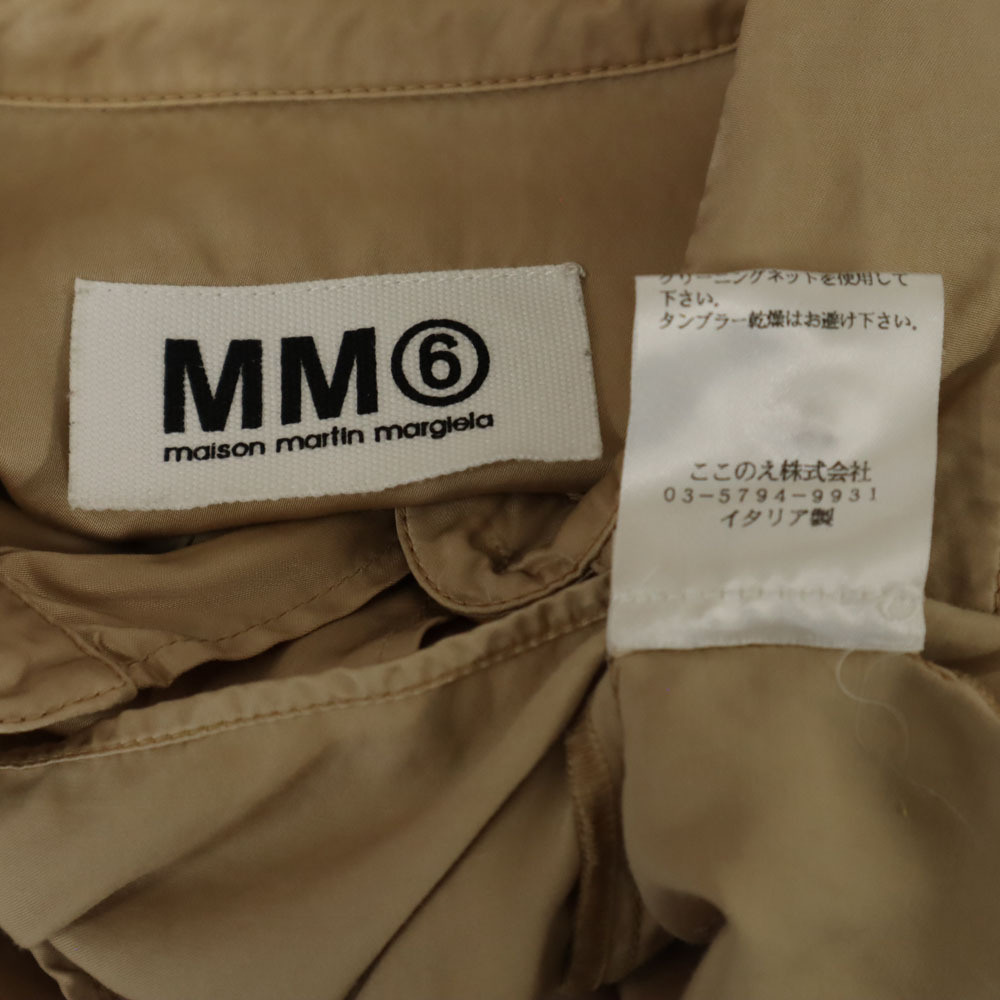 MM⑥
maison martin margiela
クリーニングネットを使用して
下さい.
タンブラー乾燥はお避け下さい.
ここのえ株式会社
03-5794-9931
イタリア製